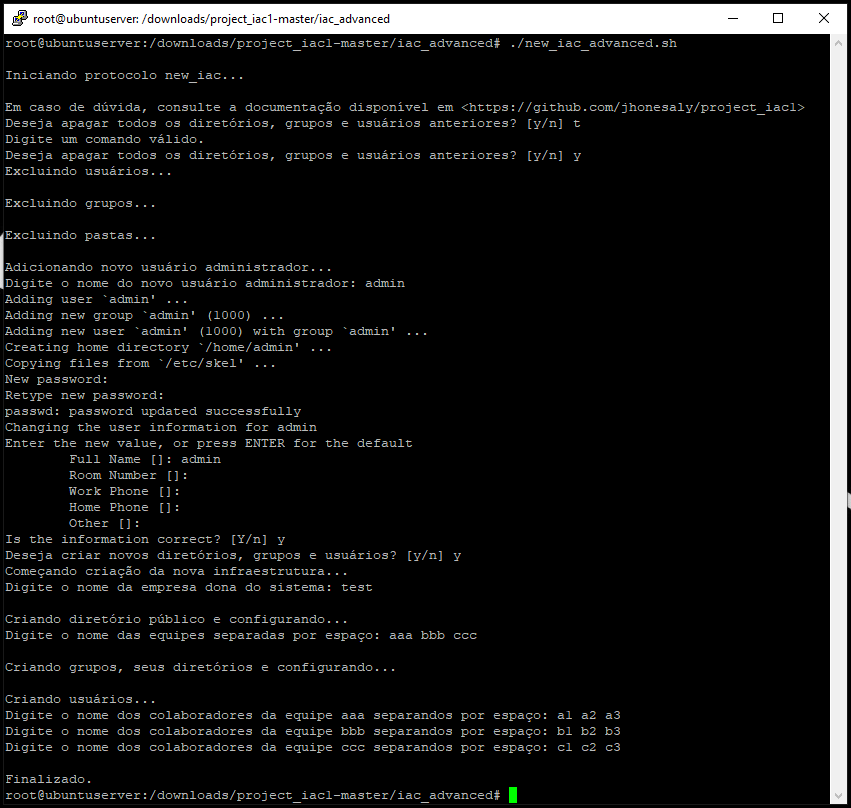 root@ubuntuserver: /downloads/project_iac1-master/iac_advanced
root@ubuntuserver:/downloads/project_iac1-master/iac_advanced# ./new_iac_advanced.sh
Iniciando protocolo new_iac...
Em caso de dúvida, consulte a documentação disponível em <https://github.com/jhonesaly/project_iac1>
Deseja apagar todos os diretórios, grupos e usuários anteriores? [y/n] t
Digite um comando válido.
Deseja apagar todos os diretórios, grupos e usuários anteriores? [y/n] y
Excluindo usuários...
Excluindo grupos...
Excluindo pastas...
Adicionando novo usuário administrador...
Digite o nome do novo usuário administrador: admin
Adding user `admin' ...
Adding new group `admin' (1000) ...
Adding new user `admin' (1000) with group `admin' ...
Creating home directory `/home/admin' ...
Copying files from `/etc/skel' ...
New password:
Retype new password:
passwd: password updated successfully
Changing the user information for admin
Enter the new value, or press ENTER for the default
Full Name []: admin
Room Number []:
Work Phone []:
Home Phone []:
Other []:
Is the information correct? [Y/n] y
Deseja criar novos diretórios, grupos e usuários? [y/n] y
Começando criação da nova infraestrutura...
Digite o nome da empresa dona do sistema: test
Criando diretório público e configurando...
Digite o nome das equipes separadas por espaço: aaa bbb ccc
Criando grupos, seus diretórios e configurando...
Criando usuários...
Digite o nome dos colaboradores da equipe aaa separandos por espaço: a1 a2 a3
Digite o nome dos colaboradores da equipe bbb separandos por espaço: b1 b2 b3
Digite o nome dos colaboradores da equipe ccc separandos por espaço: c1 c2 c3
Finalizado.
root@ubuntuserver:/downloads/project_iac1-master/iac_advanced#